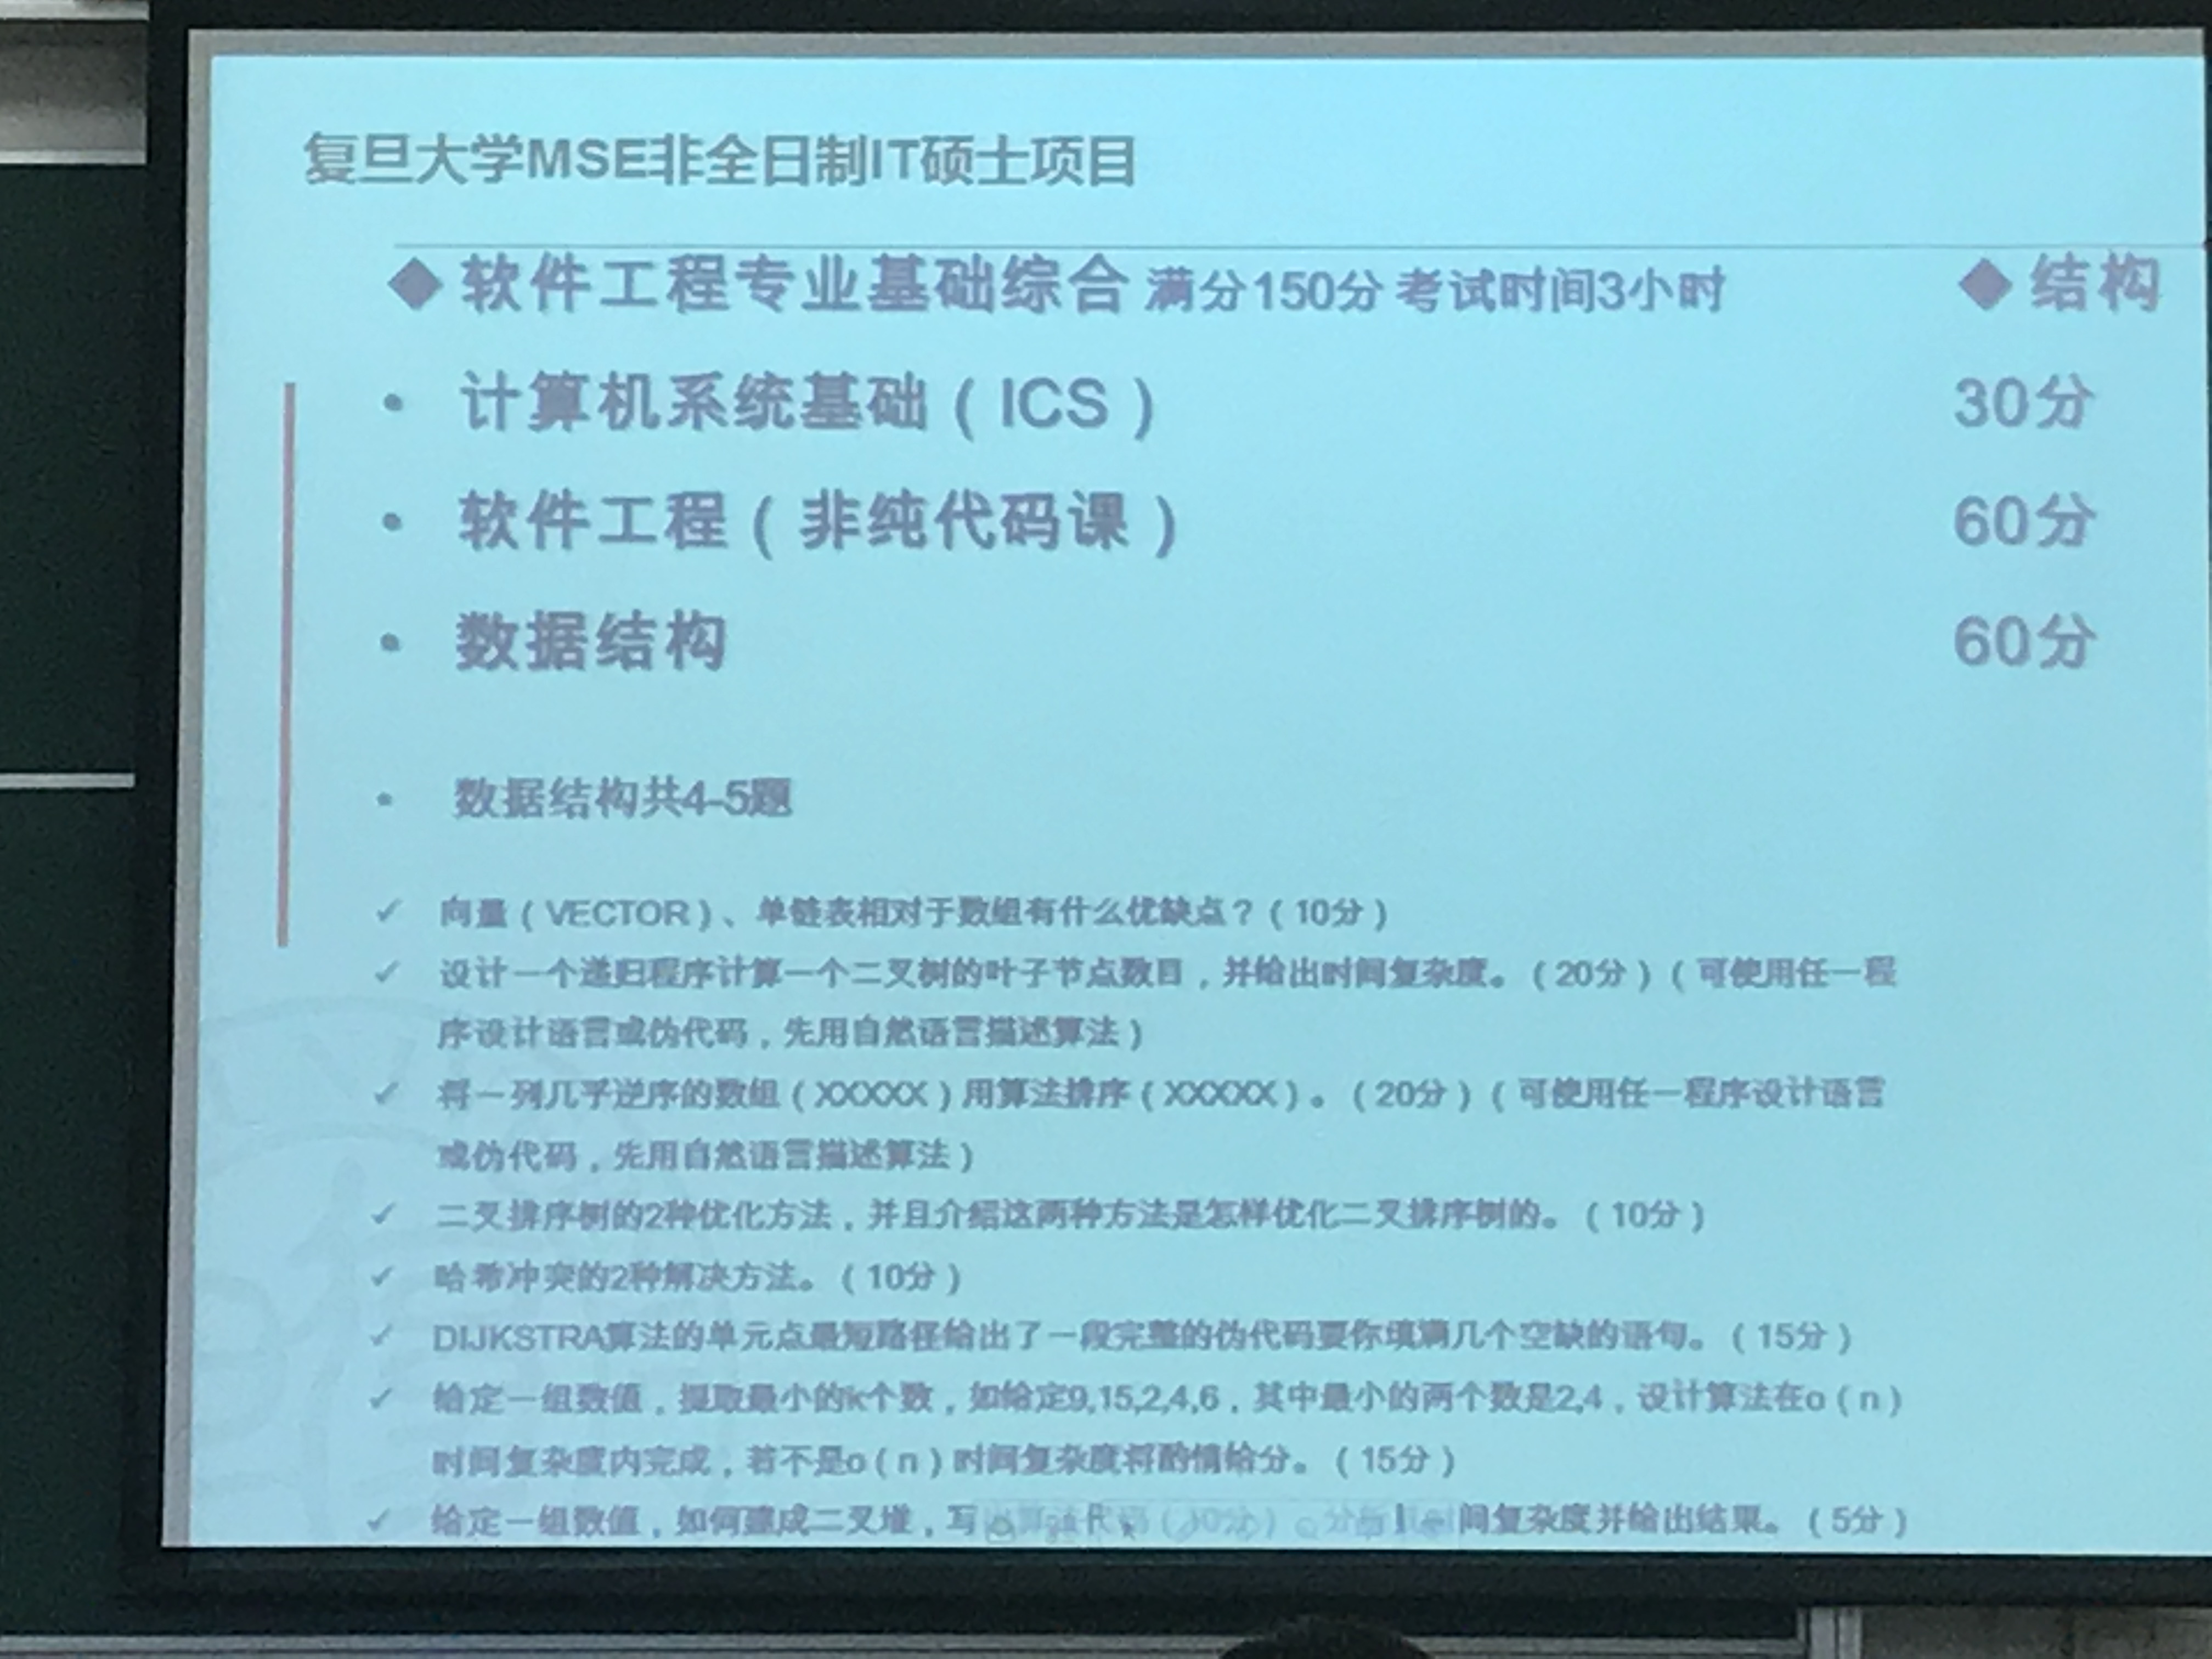 复旦大学MSE非全日制IT硕士项目
◆ 软件工程专业基础综合 满分150分 考试时间3小时 ◆ 结构
• 计算机系统基础（ICS） 30分
• 软件工程（非纯代码课） 60分
• 数据结构 60分
• 数据结构共4-5题
✓ 向量（VECTOR）、单链表相对于数组有什么优缺点？（10分）
✓ 设计一个递归程序计算一个二叉树的叶子节点数目，并给出时间复杂度。（20分）（可使用任一程
序设计语言或伪代码，先用自然语言描述算法）
✓ 将一列几乎逆序的数组（XXXXX）用算法排序（XXXXX）。（20分）（可使用任一程序设计语言
或伪代码，先用自然语言描述算法）
✓ 二叉排序树的2种优化方法，并且介绍这两种方法是怎样优化二叉排序树的。（10分）
✓ 哈希冲突的2种解决方法。（10分）
✓ DIJKSTRA算法的单元点最短路径给出了一段完整的伪代码要你填满几个空缺的语句。（15分）
✓ 给定一组数值，提取最小的k个数，如给定9,15,2,4,6，其中最小的两个数是2,4，设计算法在o（n）
时间复杂度内完成，若不是o（n）时间复杂度将酌情给分。（15分）
✓ 给定一组数值，如何建成二叉堆，写 算法代码（10分）。分 间复杂度并给出结果。（5分）